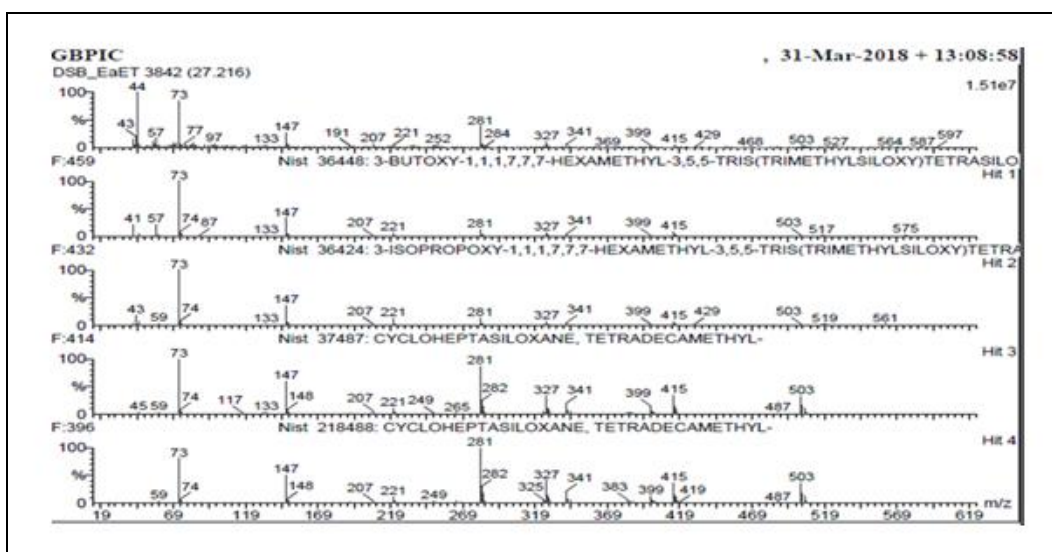 GBPIC , 31-Mar-2018 + 13:08:58
DSB_EaET 3842 (27.216)
1.51e7
100 % 0
44 73 43 57 77 97 133 147 191 207 221 252 281 284 327 341 369 399 415 429 468 503 527 564 587 597
F:459 Nist 36448: 3-BUTOXY-1,1,1,7,7,7-HEXAMETHYL-3,5,5-TRIS(TRIMETHYLSILOXY)TETRASILO
Hit 1
100 % 0
73 41 57 74 87 133 147 207 221 281 327 341 399 415 503 517 575
F:432 Nist 36424: 3-ISOPROPOXY-1,1,1,7,7,7-HEXAMETHYL-3,5,5-TRIS(TRIMETHYLSILOXY)TETRA
Hit 2
100 % 0
73 43 59 74 133 147 207 221 281 327 341 399 415 429 503 519 561
F:414 Nist 37487: CYCLOHEPTASILOXANE, TETRADECAMETHYL-
Hit 3
100 % 0
73 45 59 74 117 133 147 148 207 221 249 265 281 282 327 341 399 415 487 503
F:396 Nist 218488: CYCLOHEPTASILOXANE, TETRADECAMETHYL-
Hit 4
100 % 0
73 59 74 147 148 207 221 249 281 282 325 327 341 383 399 415 419 487 503
m/z
19 69 119 169 219 269 319 369 419 469 519 569 619